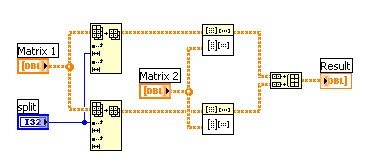 Matrix 1
[DBL]
Matrix 2
[DBL]
split
I32
Result
DBL]